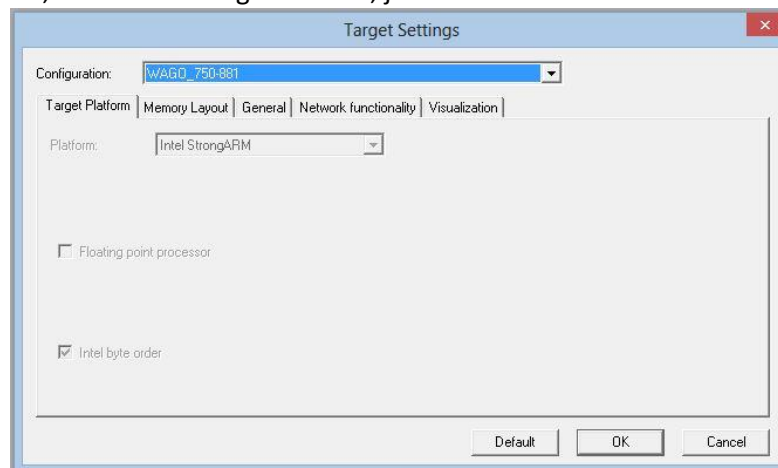 Target Settings
Configuration: WAGO_750-881
Target Platform Memory Layout General Network functionality Visualization
Platform: Intel StrongARM
Floating point processor
Intel byte order
Default OK Cancel